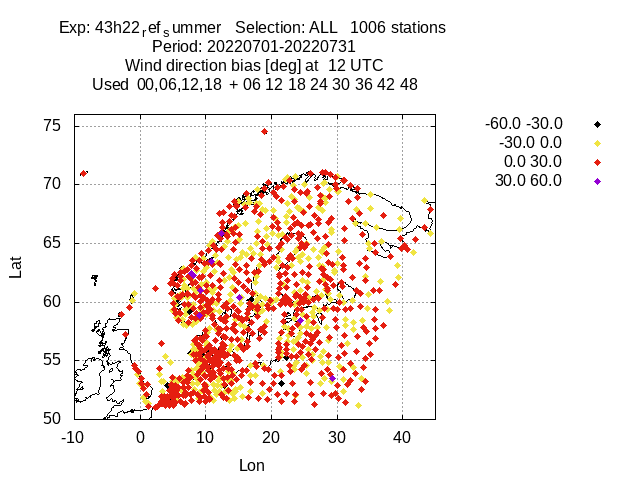 Exp: 43h22ref summer Selection: ALL 1006 stations
Period: 20220701-20220731
Wind direction bias [deg] at 12 UTC
Used 00,06,12,18 + 06 12 18 24 30 36 42 48
-60.0 -30.0
-30.0 0.0
0.0 30.0
30.0 60.0
75
70
65
60
55
50
Lat
-10 0 10 20 30 40
Lon